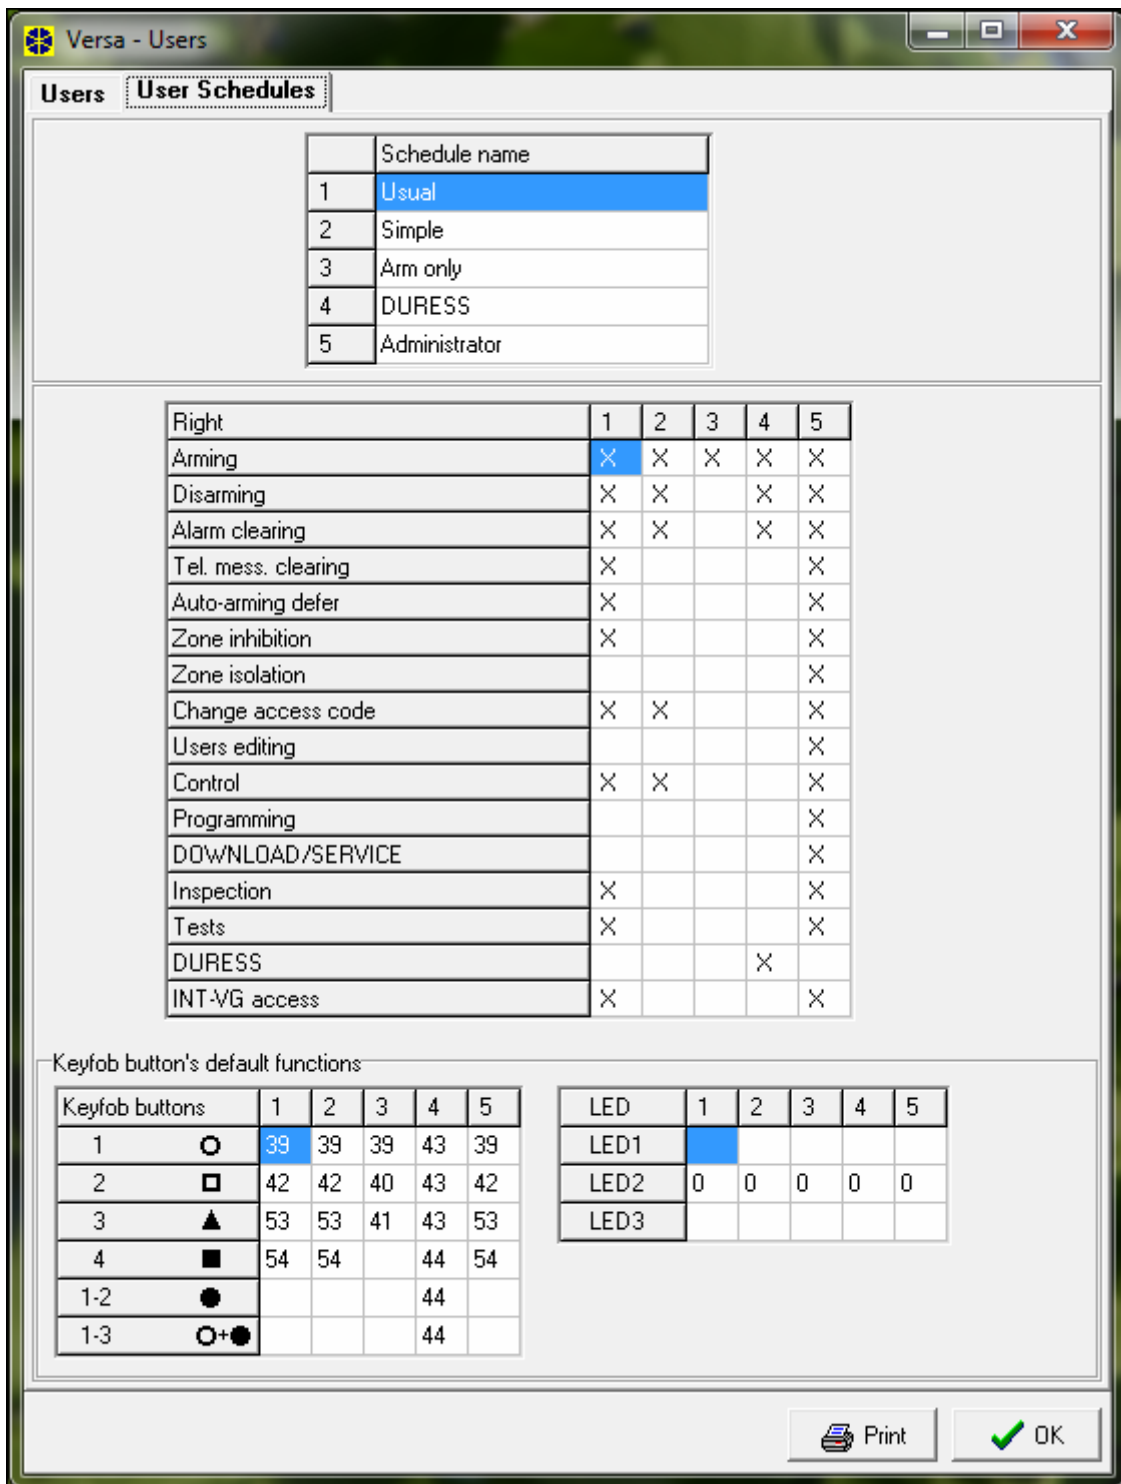 Versa - Users
Users User Schedules
Schedule name
1 Usual
2 Simple
3 Arm only
4 DURESS
5 Administrator
Right 1 2 3 4 5
Arming X X X X X
Disarming X X X X
Alarm clearing X X X X
Tel. mess. clearing X X
Auto-arming defer X X
Zone inhibition X X
Zone isolation X
Change access code X X X
Users editing X
Control X X X
Programming X
DOWNLOAD/SERVICE X
Inspection X X
Tests X X
DURESS X
INT-VG access X X
Keyfob button's default functions
Keyfob buttons 1 2 3 4 5
1 39 39 39 43 39
2 42 42 40 43 42
3 53 53 41 43 53
4 54 54 44 54
1-2 44
1-3 + 44
LED 1 2 3 4 5
LED1
LED2 0 0 0 0 0
LED3
Print OK